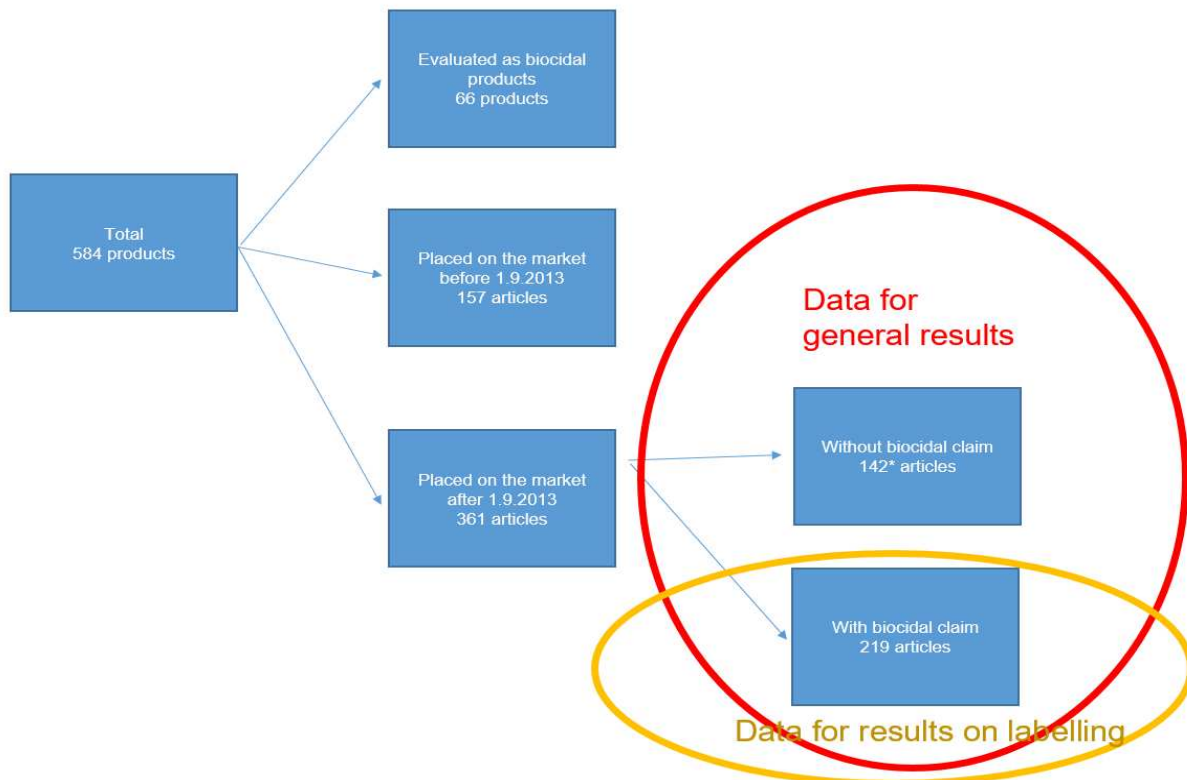 Evaluated as biocidal
products
66 products
Total
584 products
Placed on the market
before 1.9.2013
157 articles
Data for
general results
Without biocidal claim
142* articles
Placed on the market
after 1.9.2013
361 articles
With biocidal claim
219 articles
Data for results on labelling